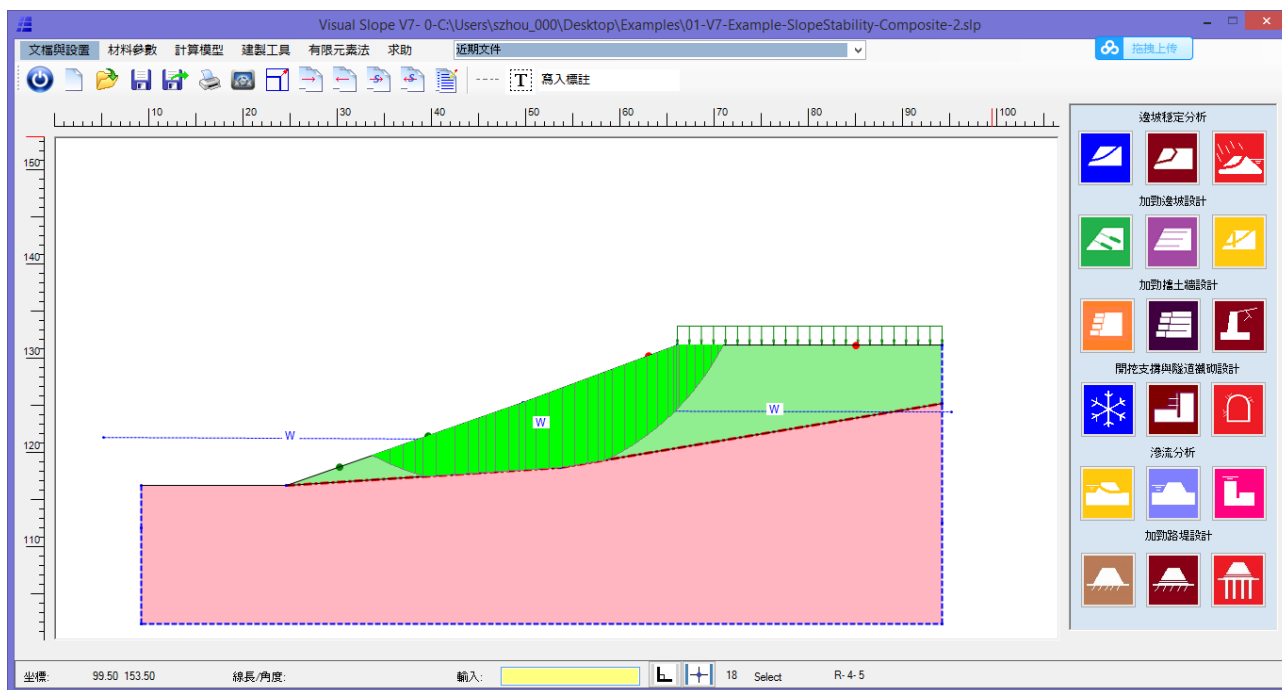 Visual Slope V7- 0-C:\Users\szhou_000\Desktop\Examples\01-V7-Example-SlopeStability-Composite-2.slp
文檔與設置 材料參數 計算模型 建製工具 有限元素法 求助 近期文件
拖拽上传
T 寫入標註
10 20 30 40 50 60 70 80 90 100
150
140
130
120
110
W
W
W
邊坡穩定分析
加勁邊坡設計
加勁擋土牆設計
開挖支撐與隧道襯砌設計
滲流分析
加勁路堤設計
坐標: 99.50 153.50 線長/角度: 輸入: 18 Select R- 4- 5